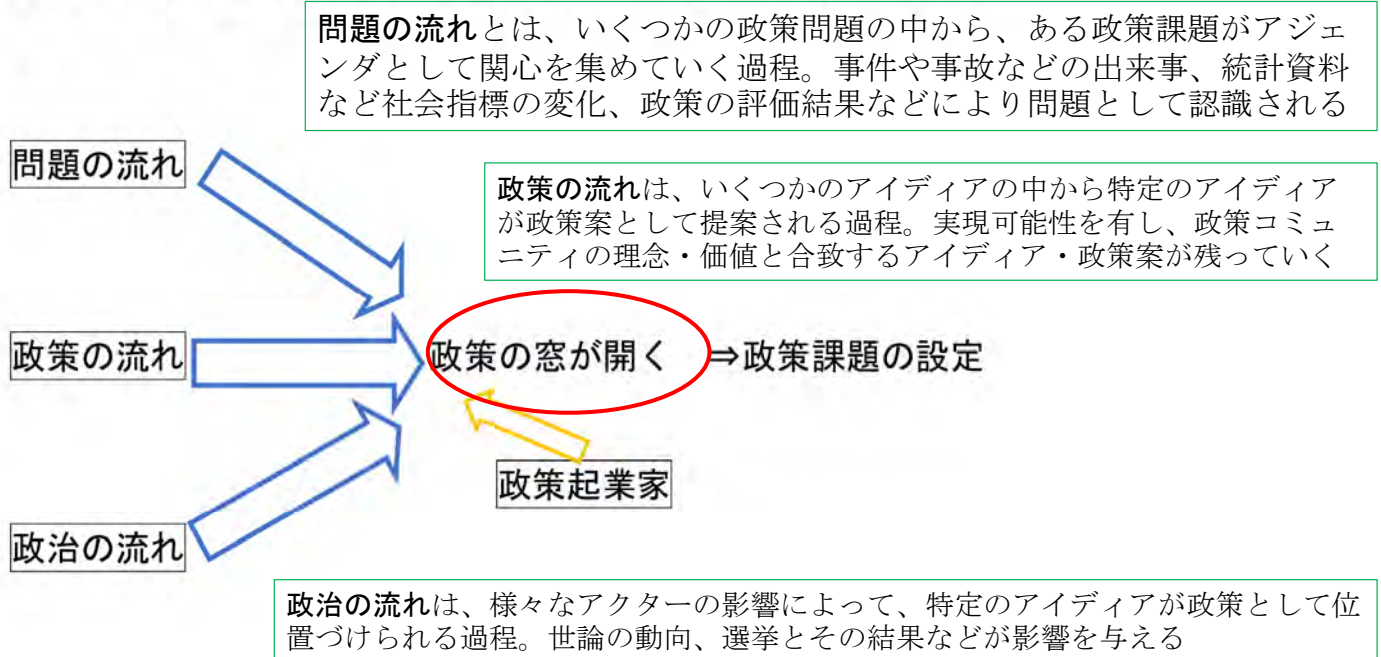 問題の流れとは、いくつかの政策問題の中から、ある政策課題がアジェ
ンダとして関心を集めていく過程。事件や事故などの出来事、統計資料
など社会指標の変化、政策の評価結果などにより問題として認識される
問題の流れ
政策の流れは、いくつかのアイディアの中から特定のアイディア
が政策案として提案される過程。実現可能性を有し、政策コミュ
ニティの理念・価値と合致するアイディア・政策案が残っていく
政策の流れ
政策の窓が開く ⇒政策課題の設定
政策起業家
政治の流れ
政治の流れは、様々なアクターの影響によって、特定のアイディアが政策として位
置づけられる過程。世論の動向、選挙とその結果などが影響を与える